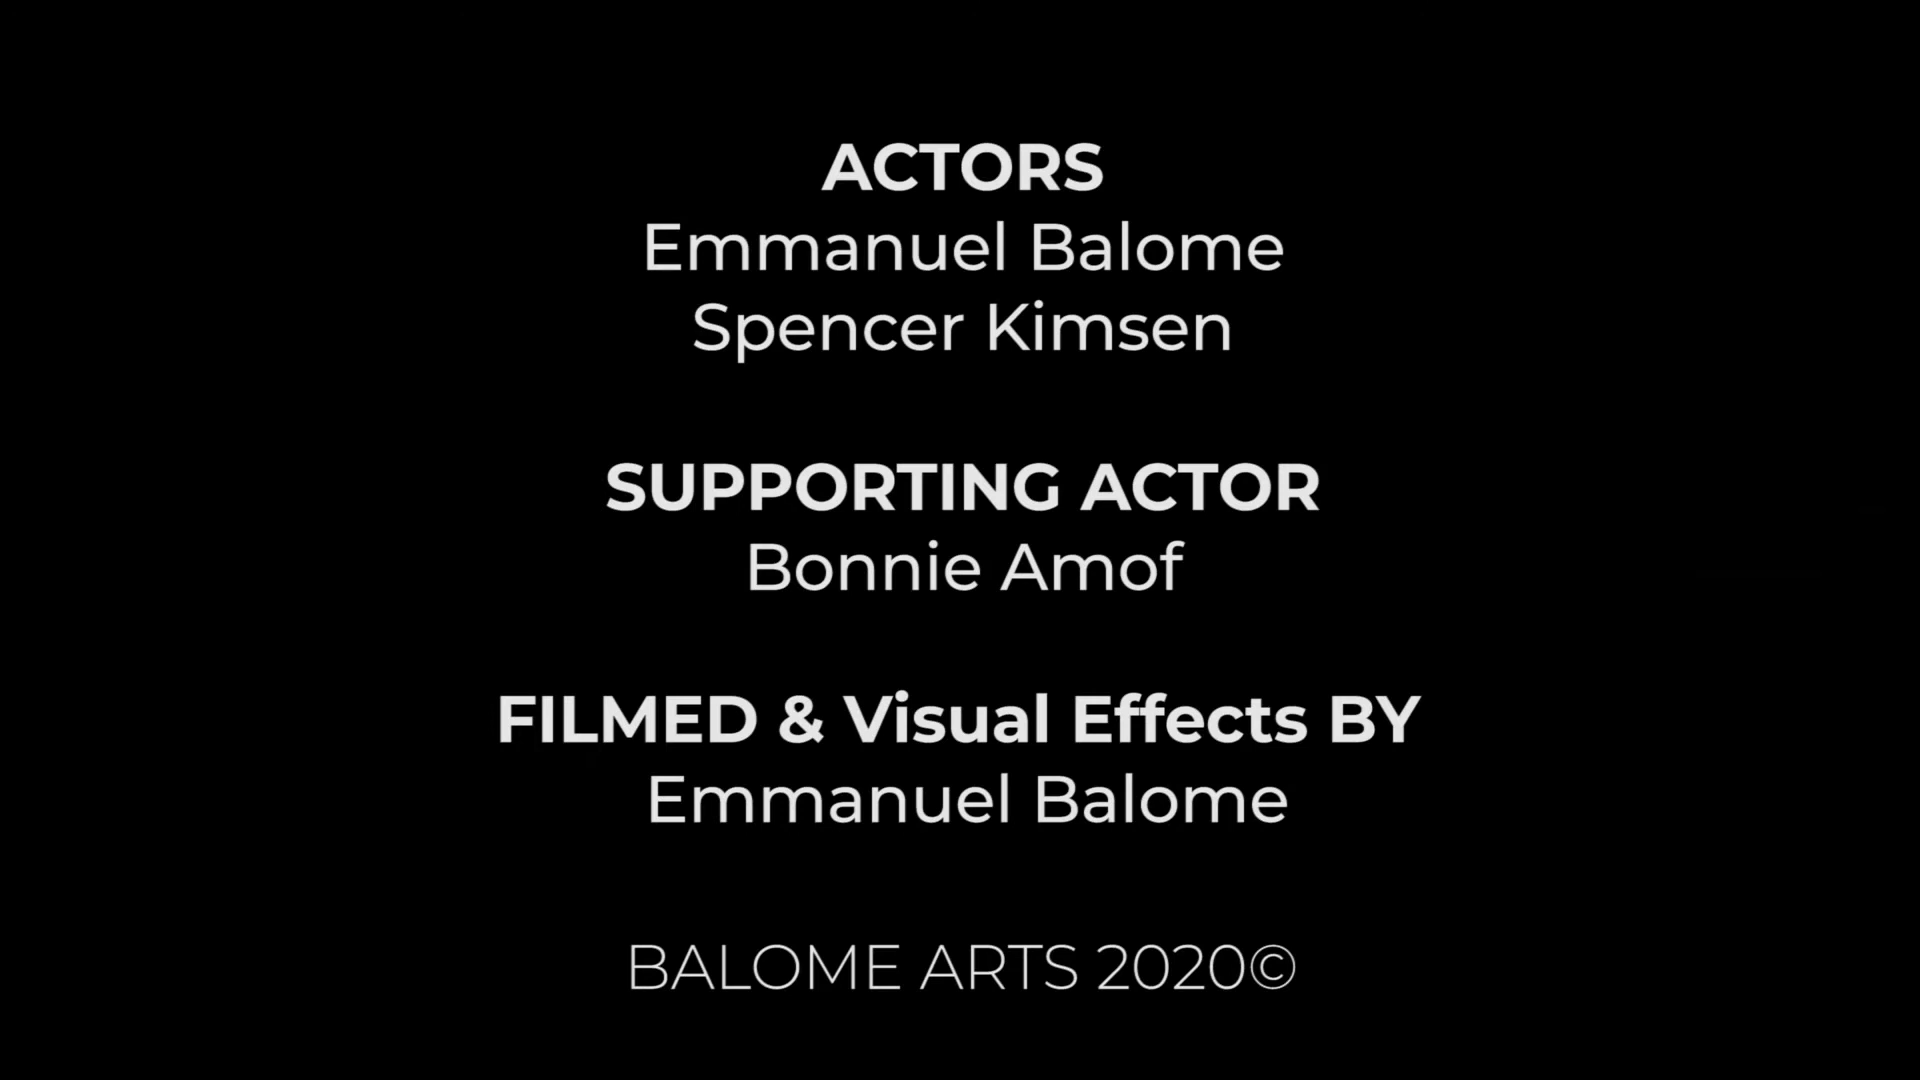 ACTORS
Emmanuel Balome
Spencer Kimsen
SUPPORTING ACTOR
Bonnie Amof
FILMED & Visual Effects BY
Emmanuel Balome
BALOME ARTS 2020©